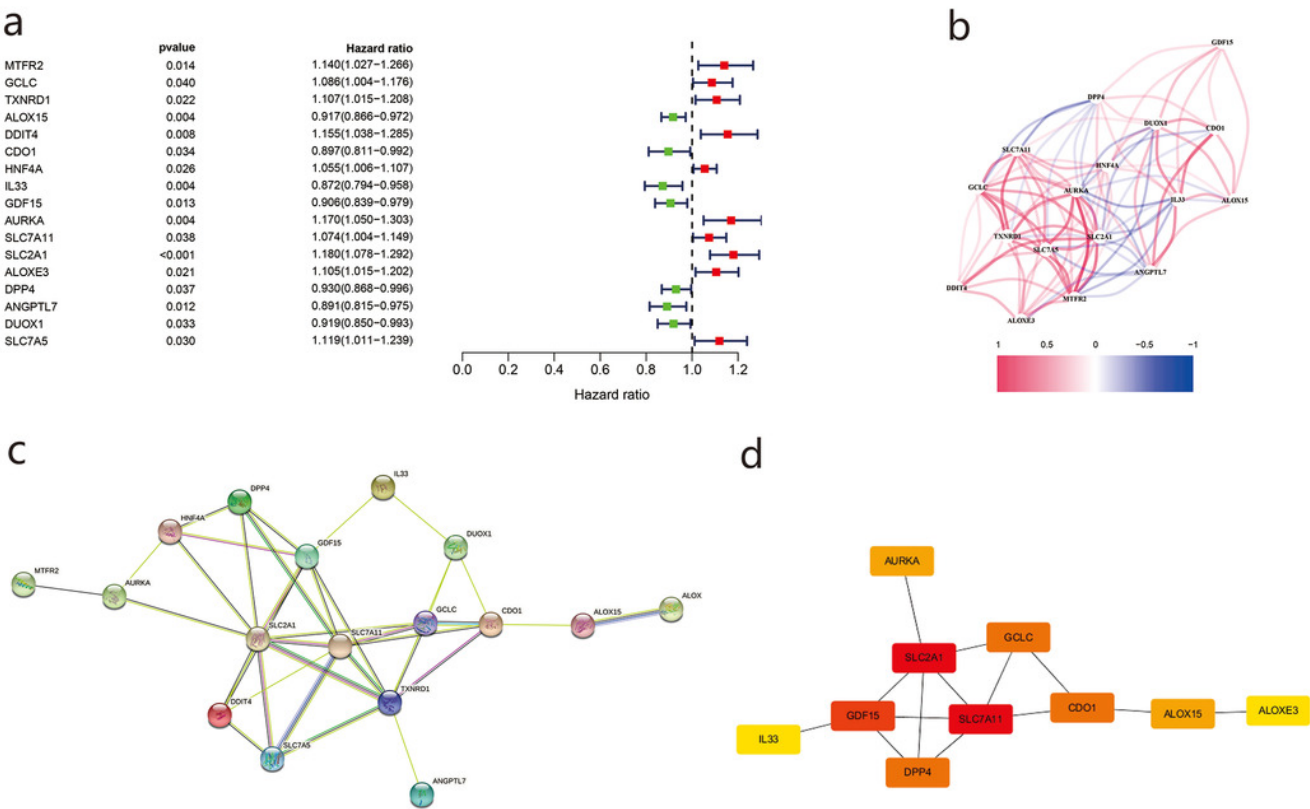 a
pvalue Hazard ratio
MTFR2 0.014 1.140(1.027−1.266)
GCLC 0.040 1.086(1.004−1.176)
TXNRD1 0.022 1.107(1.015−1.208)
ALOX15 0.004 0.917(0.866−0.972)
DDIT4 0.008 1.155(1.038−1.285)
CDO1 0.034 0.897(0.811−0.992)
HNF4A 0.026 1.055(1.006−1.107)
IL33 0.004 0.872(0.794−0.958)
GDF15 0.013 0.906(0.839−0.979)
AURKA 0.004 1.170(1.050−1.303)
SLC7A11 0.038 1.074(1.004−1.149)
SLC2A1 <0.001 1.180(1.078−1.292)
ALOXE3 0.021 1.105(1.015−1.202)
DPP4 0.037 0.930(0.868−0.996)
ANGPTL7 0.012 0.891(0.815−0.975)
DUOX1 0.033 0.919(0.850−0.993)
SLC7A5 0.030 1.119(1.011−1.239)
0.0 0.2 0.4 0.6 0.8 1.0 1.2
Hazard ratio
b
GDF15
DPP4
DUOX1
CDO1
SLC7A11
HNF4A
GCLC
AURKA
IL33
ALOX15
TXNRD1
SLC2A1
SLC7A5
ANGPTL7
DDIT4
MTFR2
ALOXE3
1 0.5 0 −0.5 −1
c
IL33
DPP4
HNF4A
DUOX1
GDF15
MTFR2
AURKA
ALOX
GCLC
CDO1
ALOX15
SLC2A1
SLC7A11
TXNRD1
DDIT4
SLC7A5
ANGPTL7
d
AURKA
GCLC
SLC2A1
CDO1
ALOX15
ALOXE3
GDF15
SLC7A11
IL33
DPP4